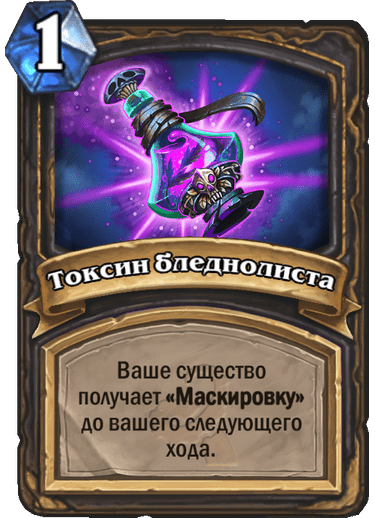 1
Токсин бледнолиста
Ваше существо
получает «Маскировку»
до вашего следующего
хода.